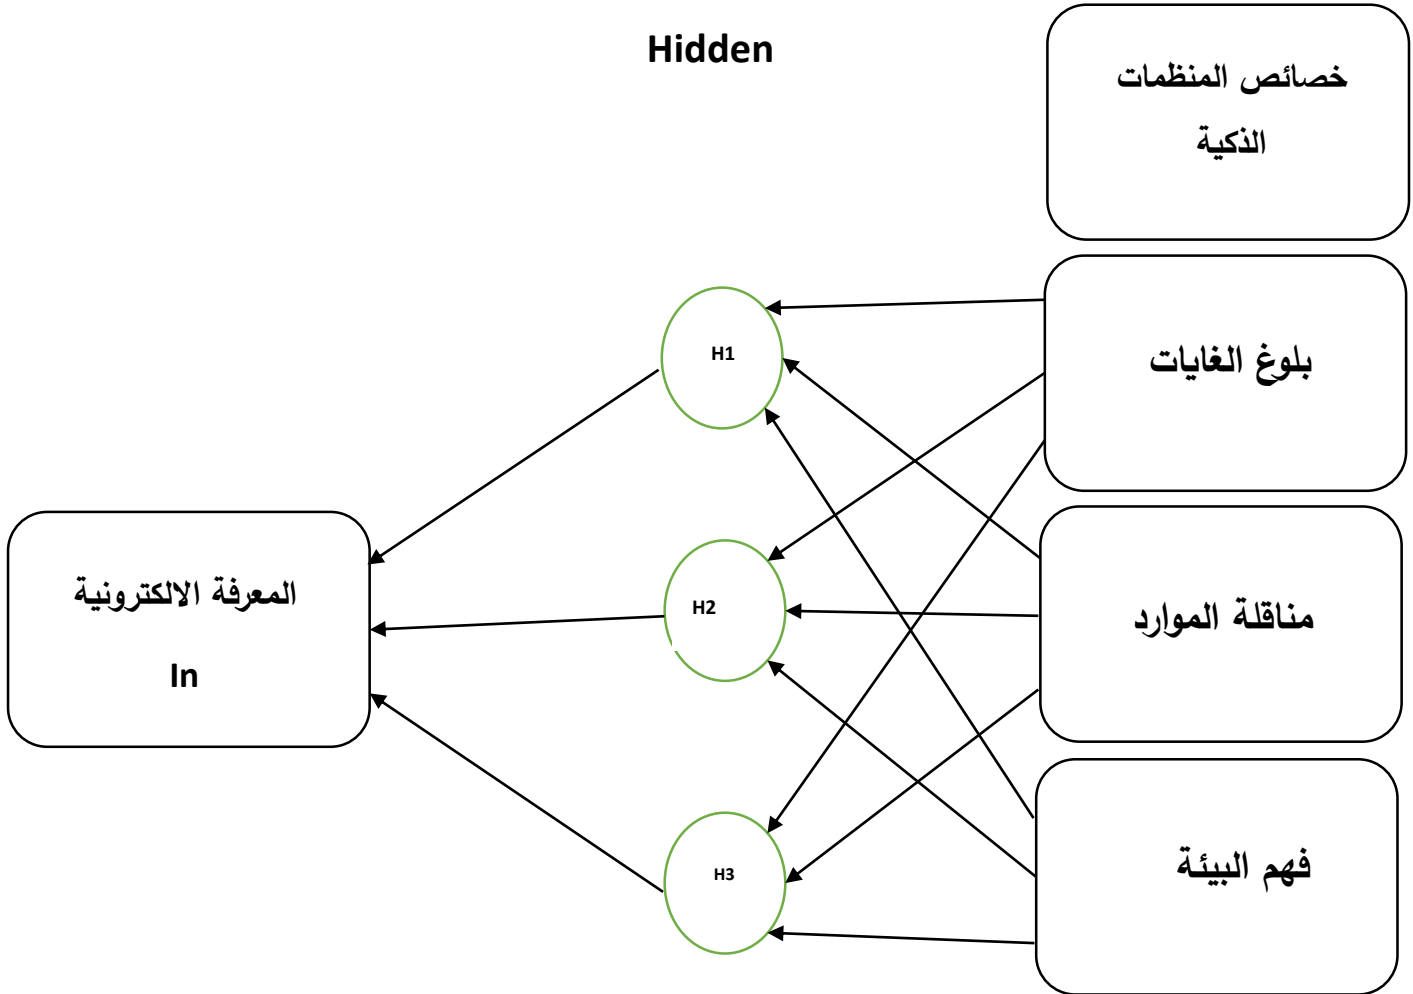 Hidden
خصائص المنظمات
الذكية
بلوغ الغايات
H1
مناقلة الموارد
H2
المعرفة الالكترونية
In
فهم البيئة
H3